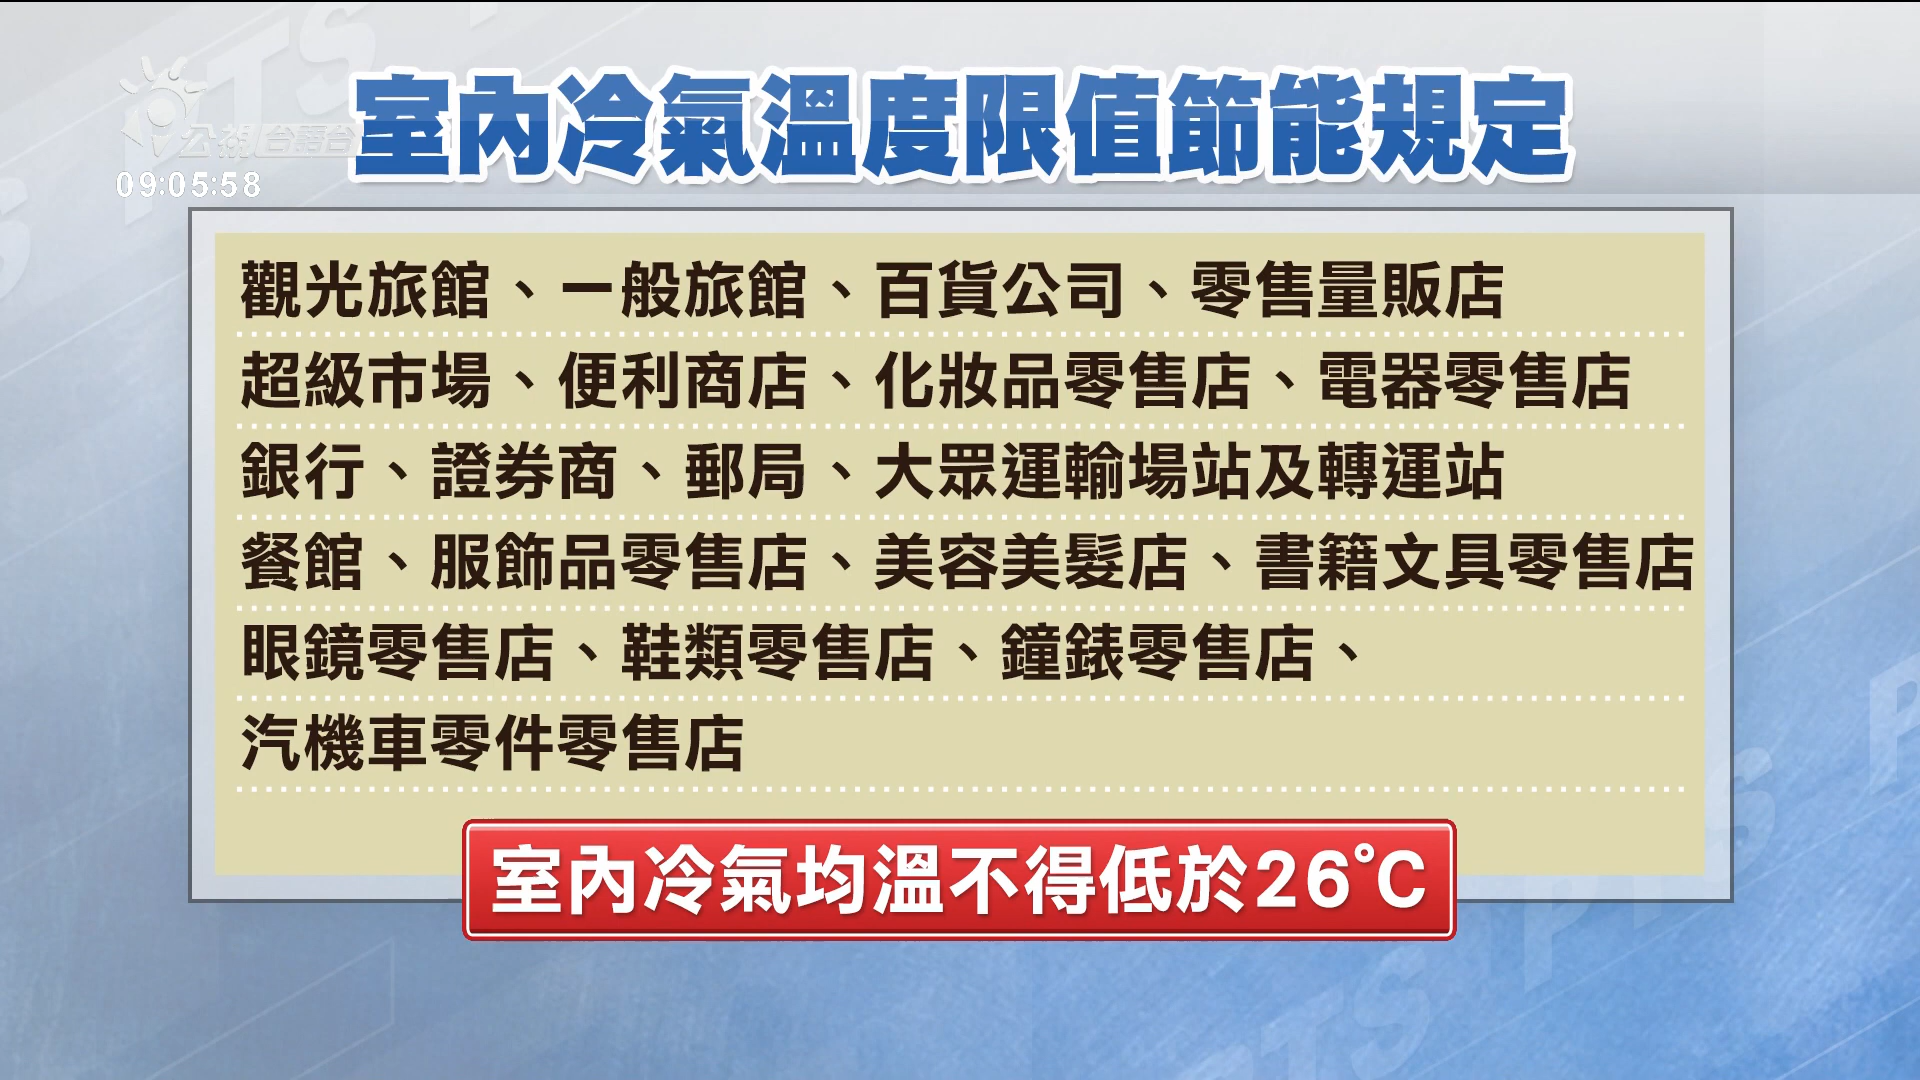 室內冷氣溫度限值節能規定
公視台語台
09:05:58
觀光旅館、一般旅館、百貨公司、零售量販店
超級市場、便利商店、化妝品零售店、電器零售店
銀行、證券商、郵局、大眾運輸場站及轉運站
餐館、服飾品零售店、美容美髮店、書籍文具零售店
眼鏡零售店、鞋類零售店、鐘錶零售店、
汽機車零件零售店
室內冷氣均溫不得低於26°C